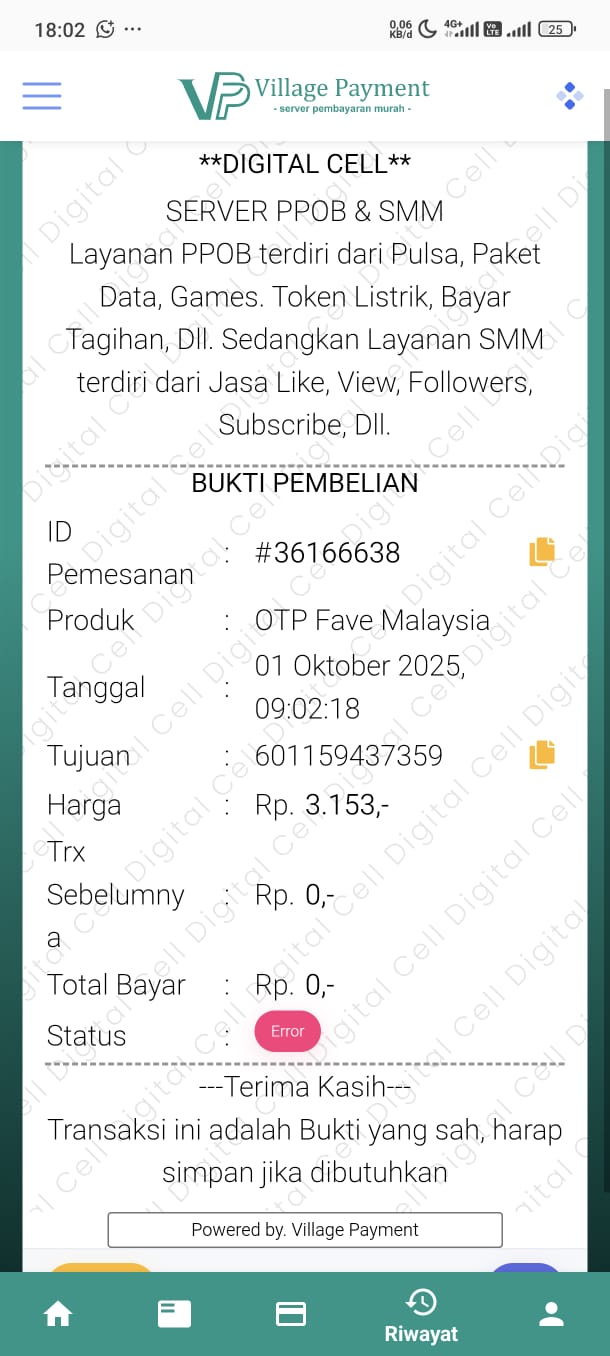 18:02 ...
0,06 KB/d 4G+ Vo LTE 25
VP Village Payment
- server pembayaran murah -
**DIGITAL CELL**
SERVER PPOB & SMM
Layanan PPOB terdiri dari Pulsa, Paket
Data, Games. Token Listrik, Bayar
Tagihan, Dll. Sedangkan Layanan SMM
terdiri dari Jasa Like, View, Followers,
Subscribe, Dll.
BUKTI PEMBELIAN
ID
Pemesanan : #36166638
Produk : OTP Fave Malaysia
Tanggal : 01 Oktober 2025,
09:02:18
Tujuan : 601159437359
Harga : Rp. 3.153,-
Trx
Sebelumny : Rp. 0,-
a
Total Bayar : Rp. 0,-
Status : Error
---Terima Kasih---
Transaksi ini adalah Bukti yang sah, harap
simpan jika dibutuhkan
Powered by. Village Payment
Riwayat
Digital Cell